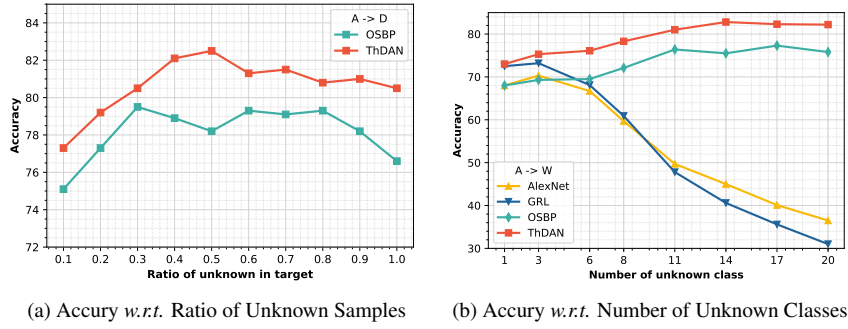 A -> D
OSBP
ThDAN
84
82
80
78
76
74
72
Accuracy
0.1 0.2 0.3 0.4 0.5 0.6 0.7 0.8 0.9 1.0
Ratio of unknown in target
(a) Accury w.r.t. Ratio of Unknown Samples
80
70
60
50
40
30
Accuracy
A -> W
AlexNet
GRL
OSBP
ThDAN
1 3 6 8 11 14 17 20
Number of unknown class
(b) Accury w.r.t. Number of Unknown Classes